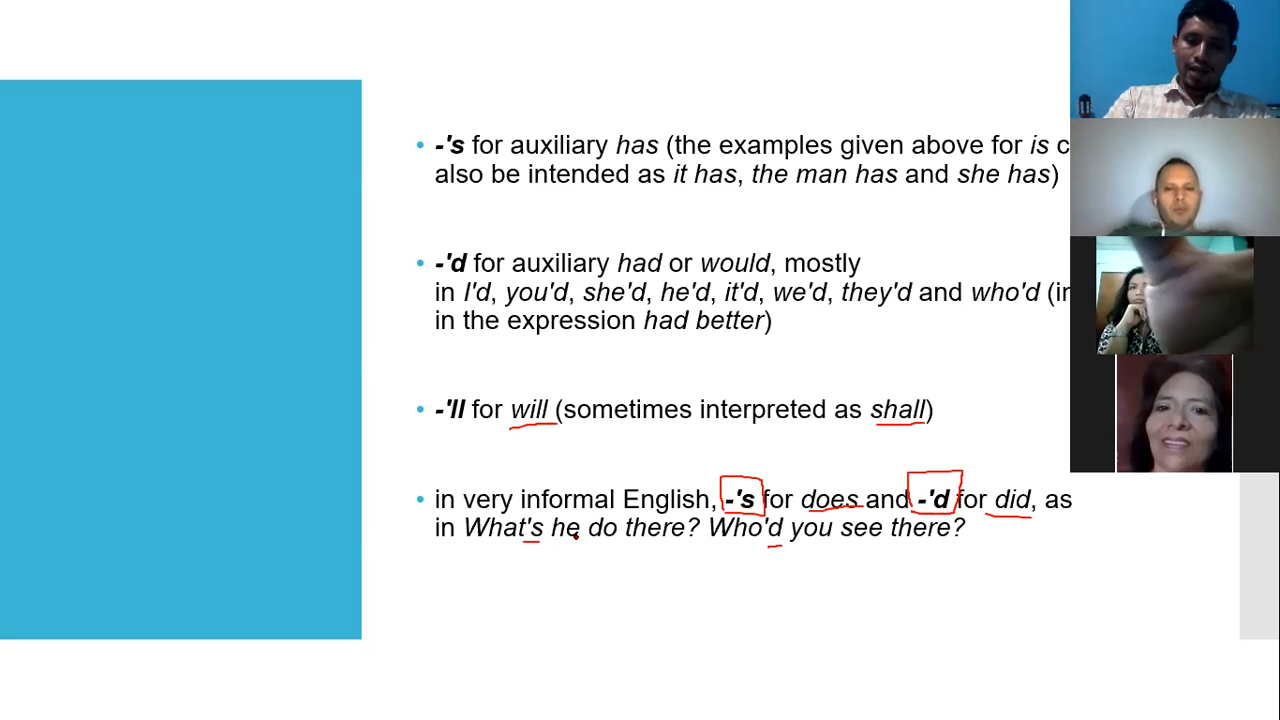 -'s for auxiliary has (the examples given above for is
also be intended as it has, the man has and she has)
-'d for auxiliary had or would, mostly
in I'd, you'd, she'd, he'd, it'd, we'd, they'd and who'd
in the expression had better)
-'ll for will (sometimes interpreted as shall)
in very informal English, -'s for does and -'d for did, as
in What's he do there? Who'd you see there?